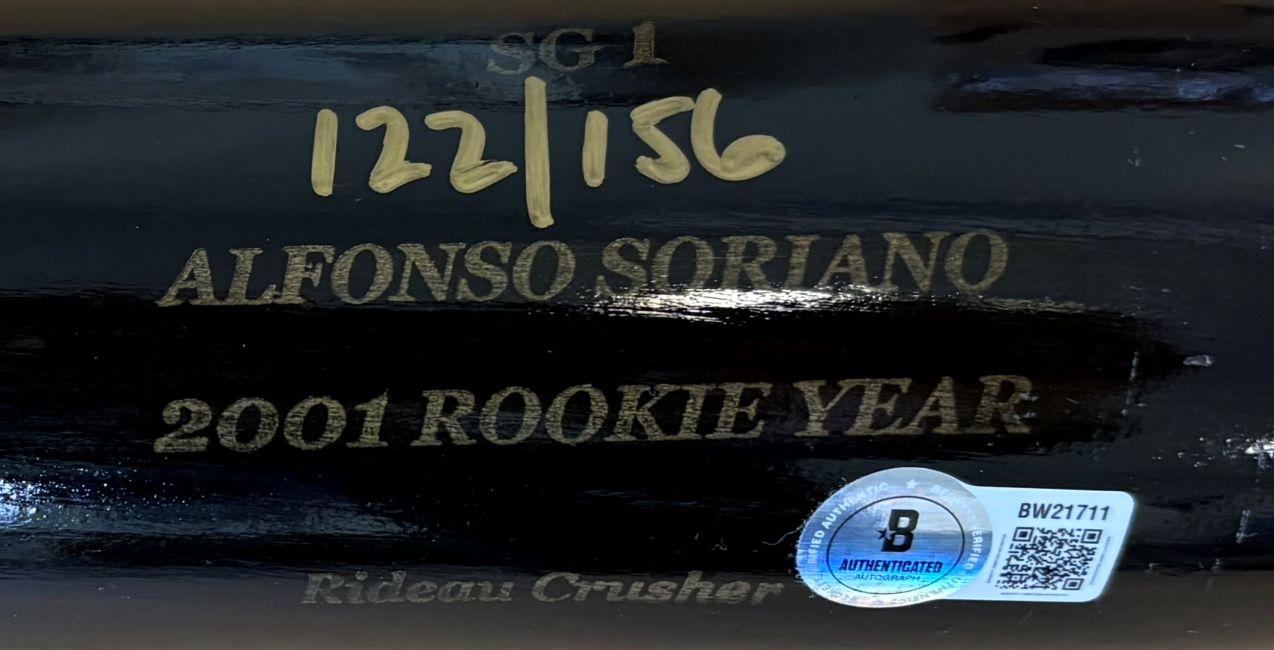 SG 1
122/156
ALFONSO SORIANO
2001 ROOKIE YEAR
BW21711
B
AUTHENTICATED
AUTOGRAPH
Rideau Crusher